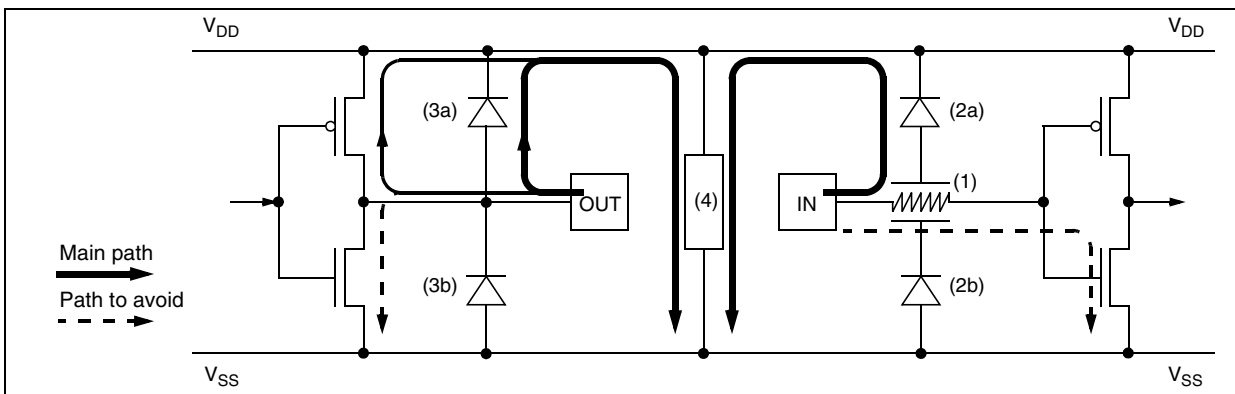 VDD
VDD
(3a)
(2a)
(1)
OUT
(4)
IN
Main path
(3b)
(2b)
Path to avoid
VSS
VSS